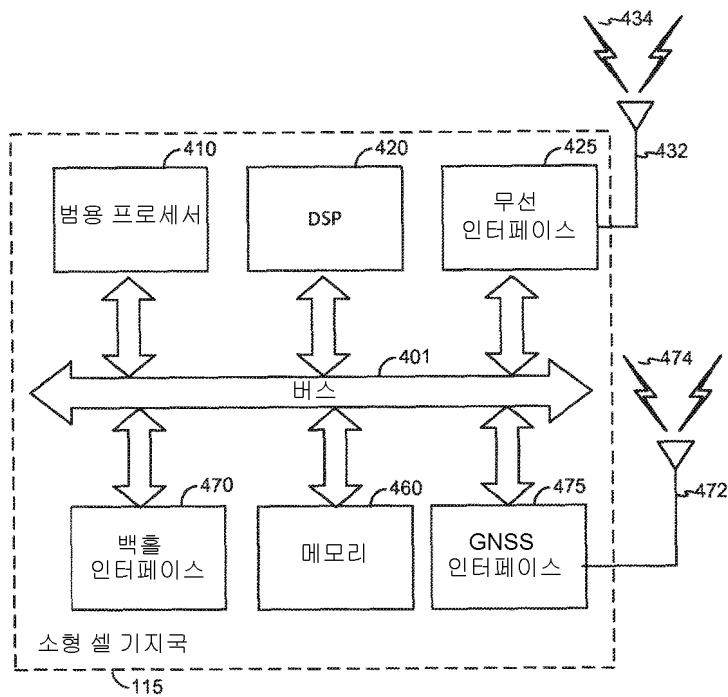 434
432
410
420
425
범용 프로세서
DSP
무선
인터페이스
401
버스
474
472
470
460
475
백홀
인터페이스
메모리
GNSS
인터페이스
소형 셀 기지국
115